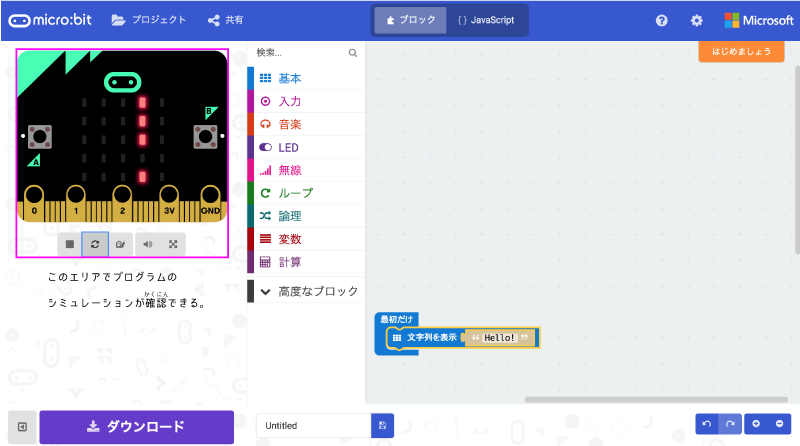 micro:bit
プロジェクト
共有
ブロック
{ } JavaScript
Microsoft
はじめましょう
検索...
基本
入力
音楽
LED
無線
ループ
論理
変数
計算
高度なブロック
B
A
0 1 2 3V GND
このエリアでプログラムの
シミュレーションが確認できる。
かくにん
最初だけ
文字列を表示 “ Hello! ”
ダウンロード
Untitled